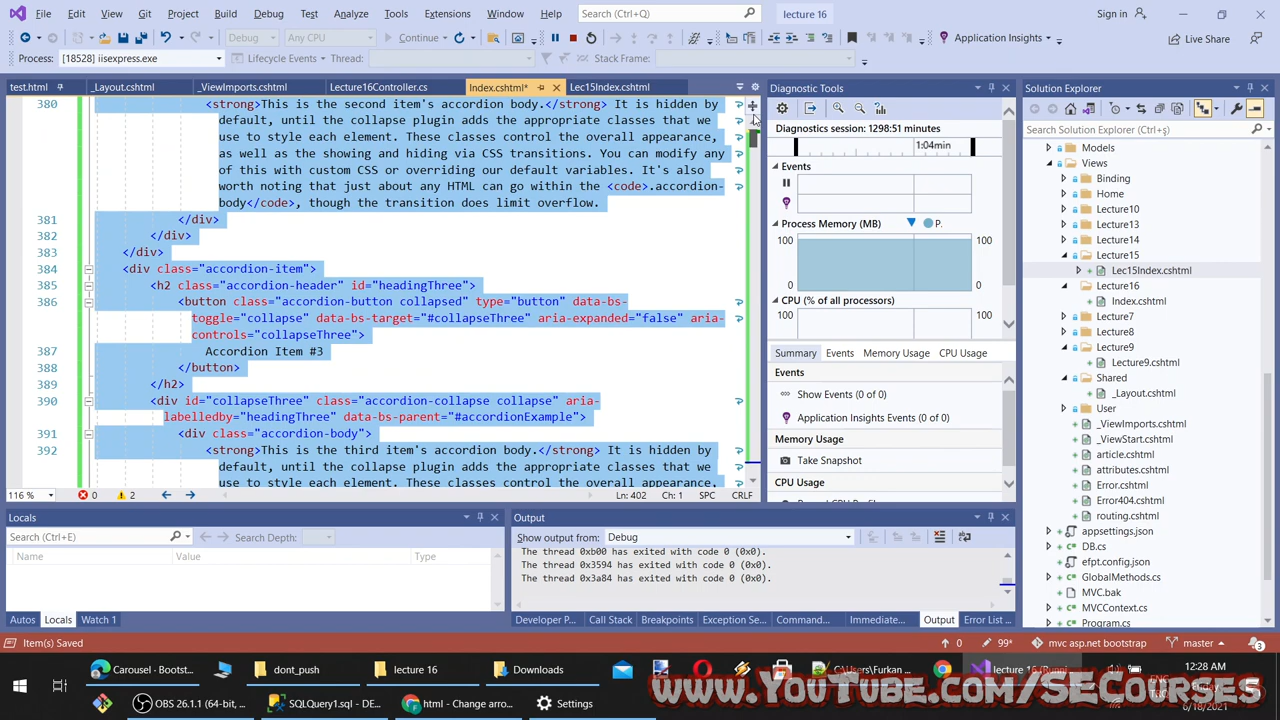 File Edit View Git Project Build Debug Test Analyze Tools Extensions Window Help Search (Ctrl+Q) lecture 16 Sign in
Debug Any CPU Continue Application Insights Live Share
Process: [18528] iisexpress.exe Lifecycle Events Thread: Stack Frame:
test.html _Layout.cshtml _ViewImports.cshtml Lecture16Controller.cs Index.cshtml* Lec15Index.cshtml
380 <strong>This is the second item's accordion body.</strong> It is hidden by
default, until the collapse plugin adds the appropriate classes that we
use to style each element. These classes control the overall appearance,
as well as the showing and hiding via CSS transitions. You can modify any
of this with custom CSS or overriding our default variables. It's also
worth noting that just about any HTML can go within the <code>.accordion-
body</code>, though the transition does limit overflow.
381 </div>
382 </div>
383 </div>
384 <div class="accordion-item">
385 <h2 class="accordion-header" id="headingThree">
386 <button class="accordion-button collapsed" type="button" data-bs-
toggle="collapse" data-bs-target="#collapseThree" aria-expanded="false" aria-
controls="collapseThree">
387 Accordion Item #3
388 </button>
389 </h2>
390 <div id="collapseThree" class="accordion-collapse collapse" aria-
labelledby="headingThree" data-bs-parent="#accordionExample">
391 <div class="accordion-body">
392 <strong>This is the third item's accordion body.</strong> It is hidden by
default, until the collapse plugin adds the appropriate classes that we
use to style each element. These classes control the overall appearance,
116 % 0 2 Ln: 402 Ch: 1 SPC CRLF
Diagnostic Tools
Diagnostics session: 1298:51 minutes
1:04min
Events
Process Memory (MB) P.
100 100
0 0
CPU (% of all processors)
100 100
Summary Events Memory Usage CPU Usage
Events
Show Events (0 of 0)
Application Insights Events (0 of 0)
Memory Usage
Take Snapshot
CPU Usage
Solution Explorer
Search Solution Explorer (Ctrl+ş)
Models
Views
Binding
Home
Lecture10
Lecture13
Lecture14
Lecture15
Lec15Index.cshtml
Lecture16
Index.cshtml
Lecture7
Lecture8
Lecture9
Lecture9.cshtml
Shared
_Layout.cshtml
User
_ViewImports.cshtml
_ViewStart.cshtml
article.cshtml
attributes.cshtml
Error.cshtml
Error404.cshtml
routing.cshtml
appsettings.json
DB.cs
efpt.config.json
GlobalMethods.cs
MVC.bak
MVCContext.cs
Program.cs
Locals
Search (Ctrl+E) Search Depth:
Name Value Type
Autos Locals Watch 1
Output
Show output from: Debug
The thread 0xb00 has exited with code 0 (0x0).
The thread 0x3594 has exited with code 0 (0x0).
The thread 0x3a84 has exited with code 0 (0x0).
Developer P... Call Stack Breakpoints Exception Se... Comman... Immediate... Output Error List ...
Item(s) Saved 0 99* mvc asp.net bootstrap master 3
Carousel - Bootst... dont_push lecture 16 Downloads C:\Users\Furkan lecture 16 (Runni... 12:28 AM
Friday
OBS 26.1.1 (64-bit, ... SQLQuery1.sql - DE... html - Change arro... Settings 6/18/2021
www.YouTube.com/SECourses